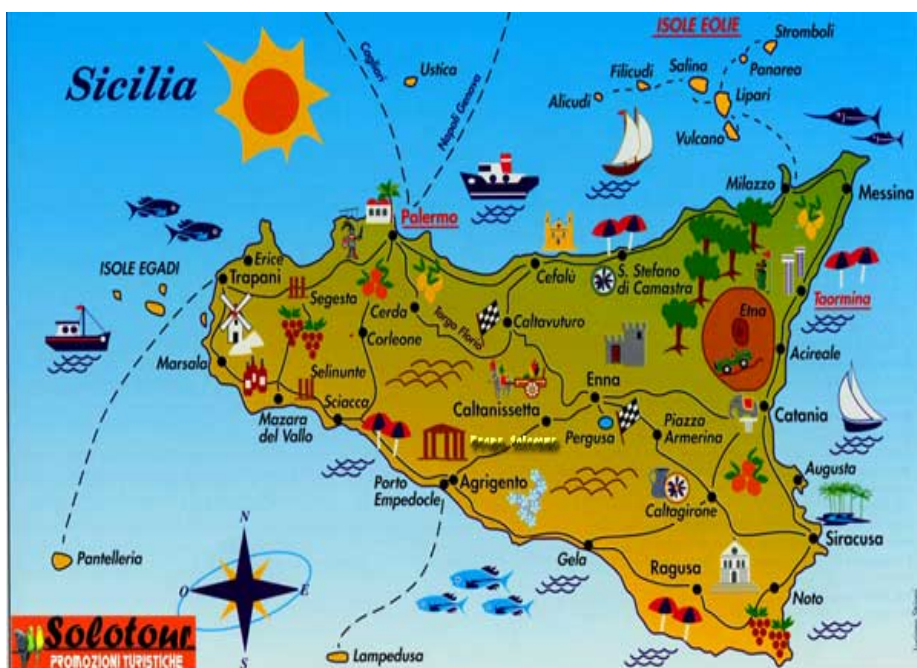 Sicilia
ISOLE EOLIE
Stromboli
Panarea
Salina
Filicudi
Alicudi
Lipari
Vulcano
Ustica
Cagliari
Napoli Genova
Milazzo
Messina
Palermo
ISOLE EGADI
Erice
Trapani
Segesta
Cefalù
S. Stefano
di Camastra
Taormina
Etna
Cerda
Targa Florio
Caltavuturo
Corleone
Marsala
Selinunte
Acireale
Mazara
del Vallo
Sciacca
Caltanissetta
Enna
Pergusa
Piazza
Armerina
Catania
Porto
Empedocle
Agrigento
Caltagirone
Augusta
Siracusa
Gela
Ragusa
Noto
Pantelleria
Lampedusa
N
O
E
S
Solotour
PROMOZIONI TURISTICHE